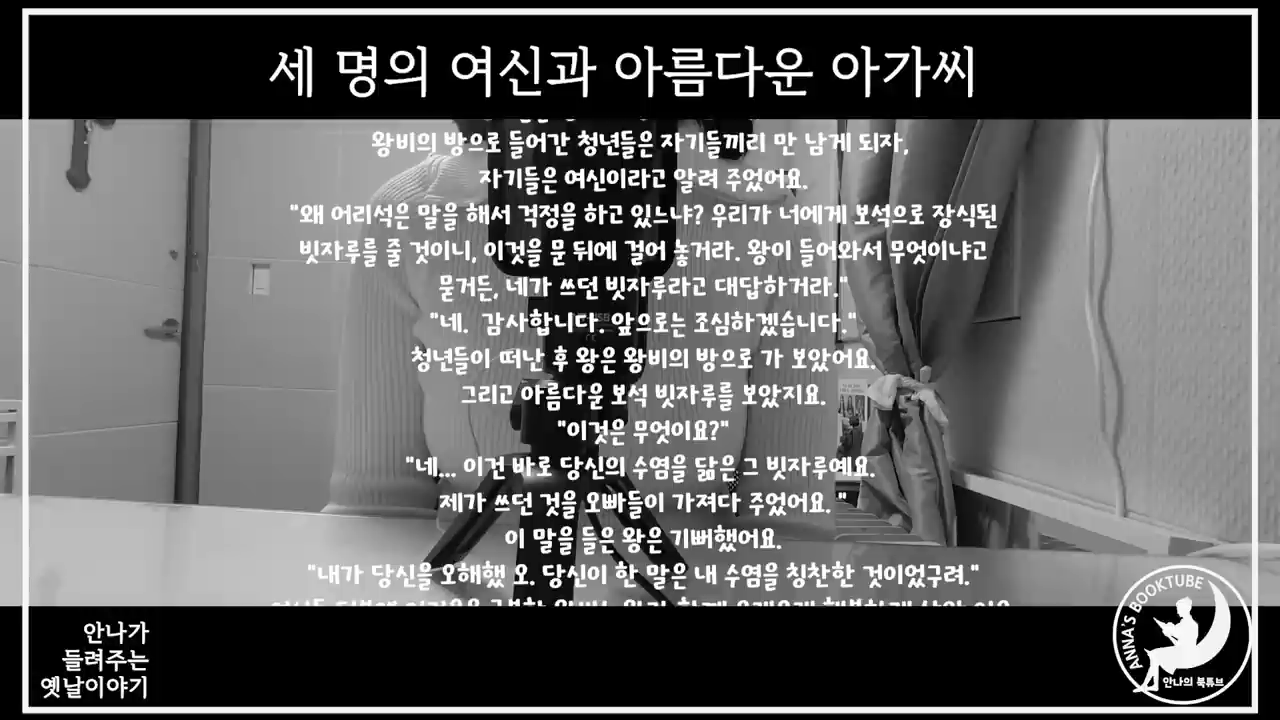 세 명의 여신과 아름다운 아가씨
왕비의 방으로 들어간 청년들은 자기들끼리 만 남게 되자,
자기들은 여신이라고 알려 주었어요.
"왜 어리석은 말을 해서 걱정을 하고 있느냐? 우리가 너에게 보석으로 장식된
빗자루를 줄 것이니, 이것을 문 뒤에 걸어 놓거라. 왕이 들어와서 무엇이냐고
묻거든, 네가 쓰던 빗자루라고 대답하거라."
"네. 감사합니다. 앞으로는 조심하겠습니다."
청년들이 떠난 후 왕은 왕비의 방으로 가 보았어요.
그리고 아름다운 보석 빗자루를 보았지요.
"이것은 무엇이요?"
"네... 이건 바로 당신의 수염을 닮은 그 빗자루예요.
제가 쓰던 것을 오빠들이 가져다 주었어요."
이 말을 들은 왕은 기뻐했어요.
"내가 당신을 오해했 오. 당신이 한 말은 내 수염을 칭찬한 것이었구려."
안나가
들려주는
옛날이야기
ANNA'S BOOKTUBE
안나의 북튜브